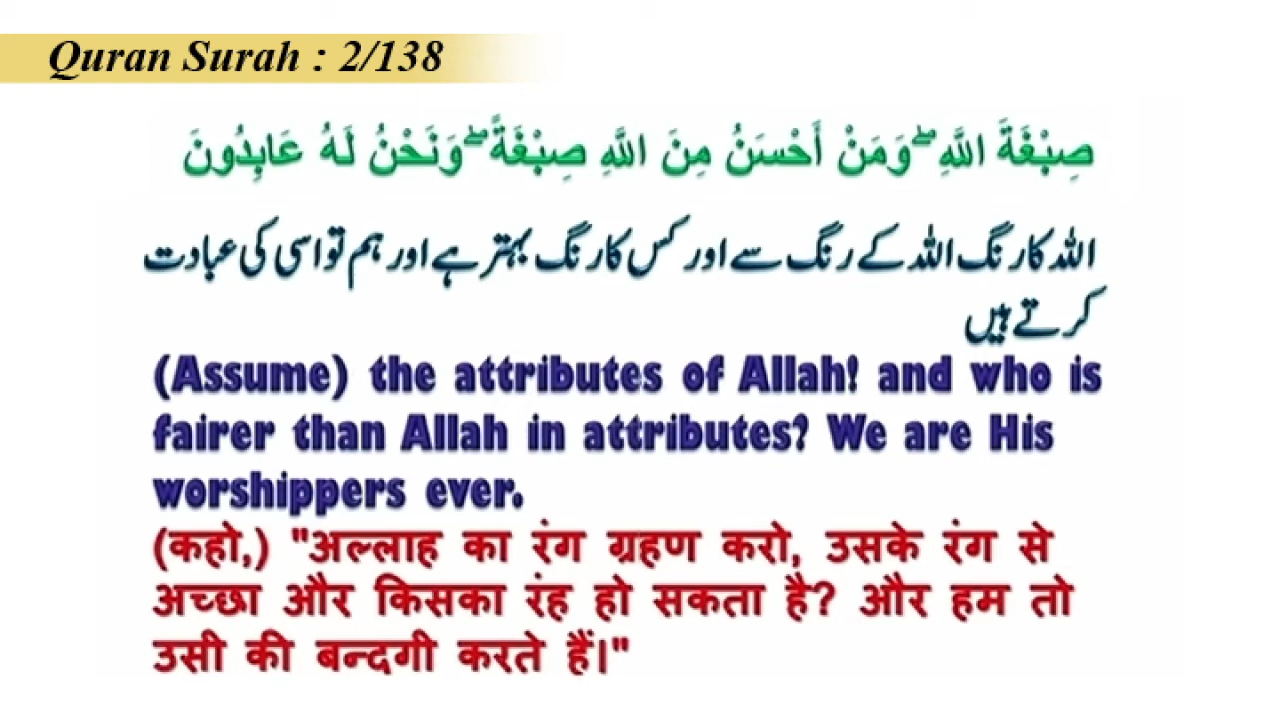 Quran Surah : 2/138
صِبْغَةَ اللَّهِ ۖ وَمَنْ أَحْسَنُ مِنَ اللَّهِ صِبْغَةً ۖ وَنَحْنُ لَهُ عَابِدُونَ
اللہ کا رنگ اللہ کے رنگ سے اور کس کا رنگ بہتر ہے اور ہم تو اسی کی عبادت
کرتے ہیں
(Assume) the attributes of Allah! and who is
fairer than Allah in attributes? We are His
worshippers ever.
(कहो,) "अल्लाह का रंग ग्रहण करो, उसके रंग से
अच्छा और किसका रंह हो सकता है? और हम तो
उसी की बन्दगी करते हैं।"